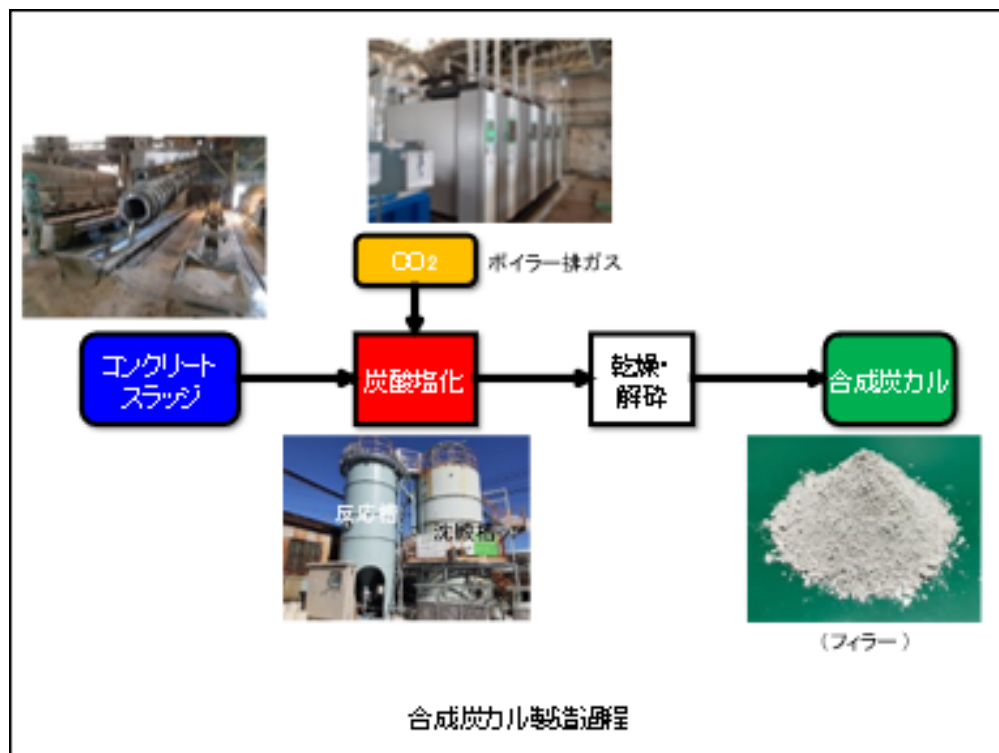 CO2
ボイラー排ガス
コンクリート
スラッジ
炭酸塩化
乾燥・
解砕
合成炭カル
反応槽
沈殿槽
(フィラー)
合成炭カル製造過程